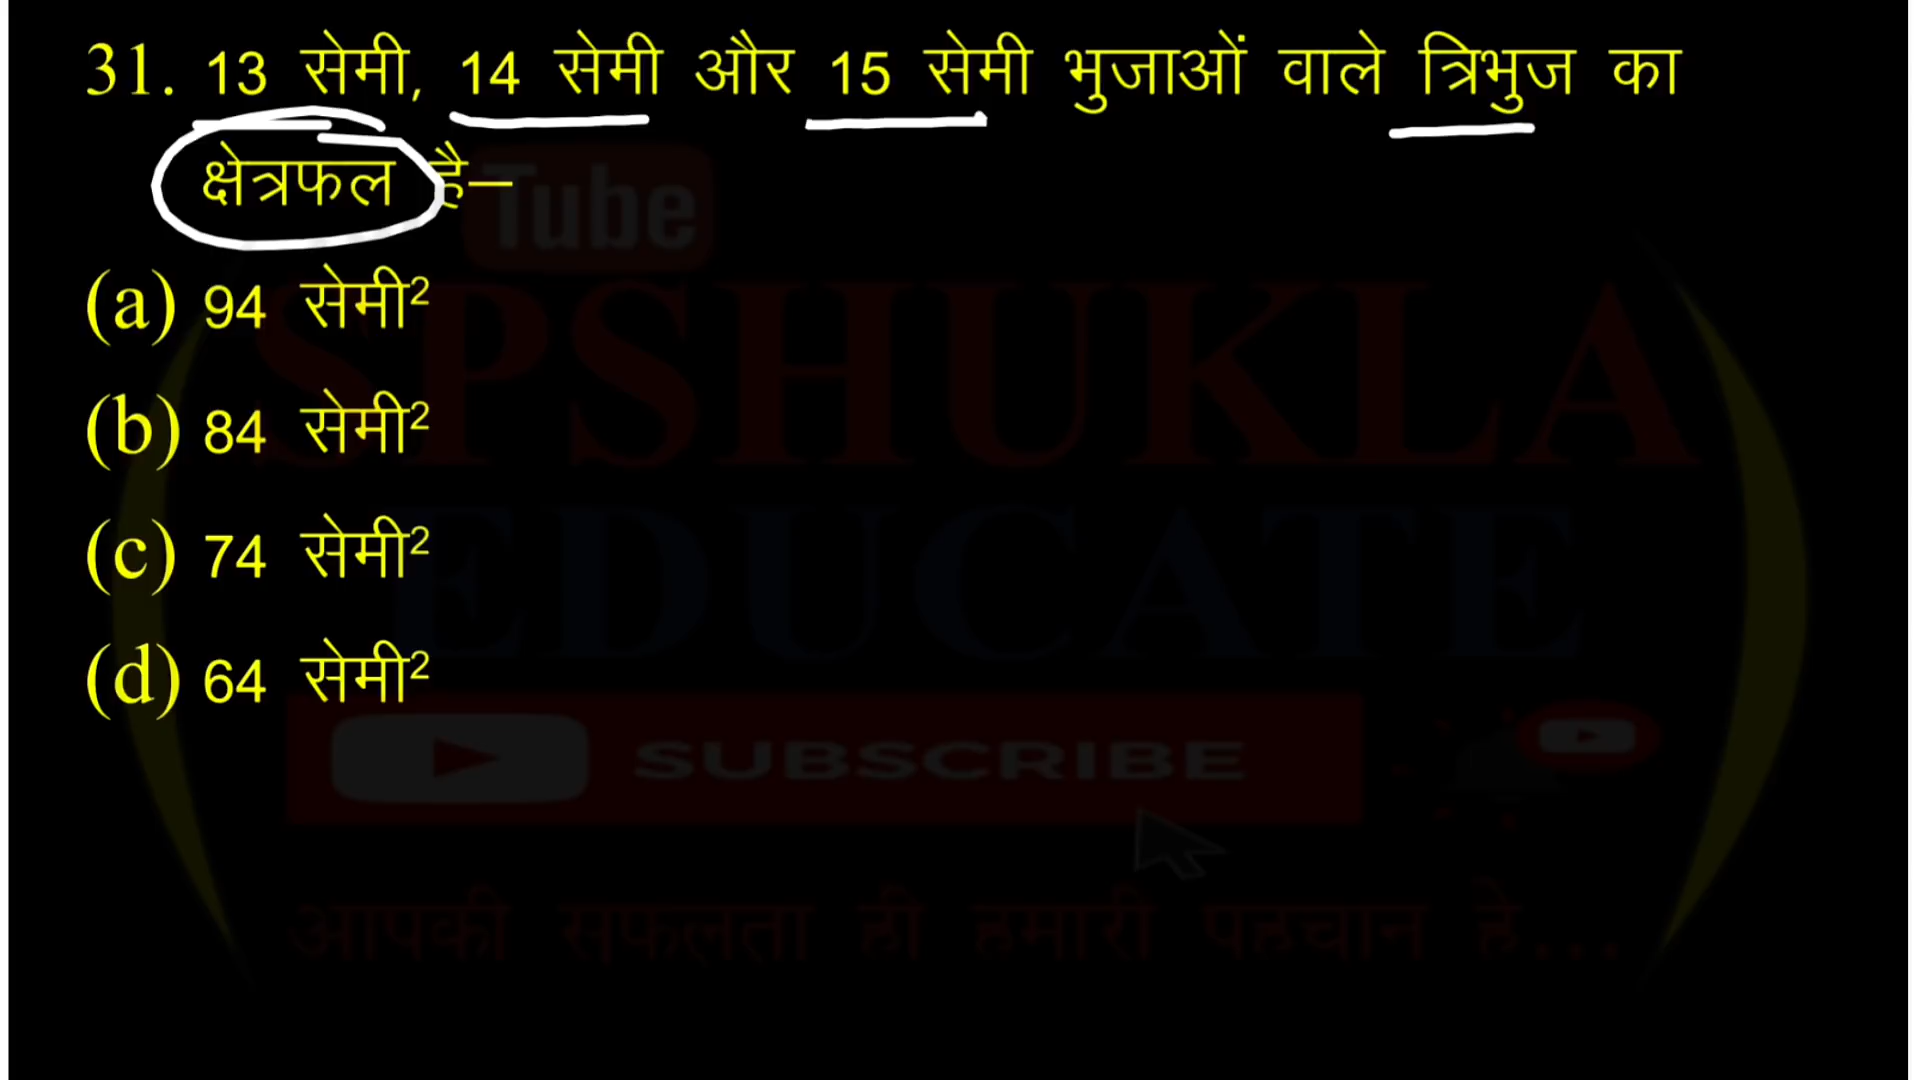 31. 13 सेमी, 14 सेमी और 15 सेमी भुजाओं वाले त्रिभुज का
क्षेत्रफल है–
Tube
(a) 94 सेमी²
SPSHUKLA
(b) 84 सेमी²
(c) 74 सेमी²
EDUCATE
(d) 64 सेमी²
SUBSCRIBE
आपकी सफलता ही हमारी पहचान है...